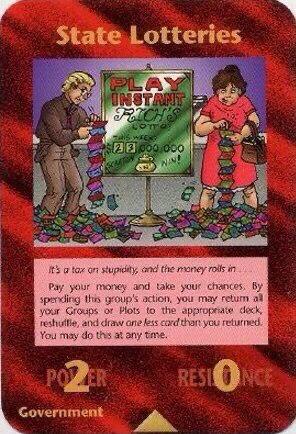 State Lotteries
PLAY
INSTANT
THIS WEEK
000,000
WIN!
It's a tax on stupidity, and the money rolls in . . . .
Pay your money and take your chances. By
spending this group's action, you may return all
your Groups or Plots to the appropriate deck,
reshuffle, and draw one less card than you returned.
You may do this at any time.
POWER 2 RESISTANCE 0
Government